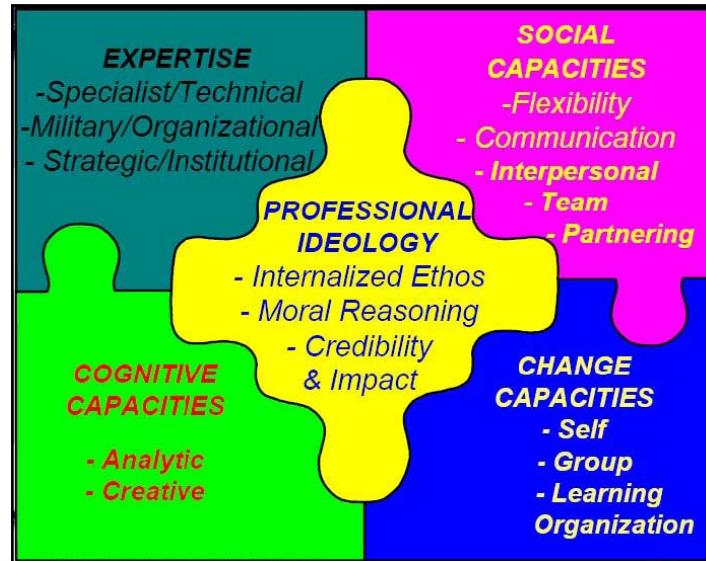 EXPERTISE
-Specialist/Technical
-Military/Organizational
- Strategic/Institutional
SOCIAL
CAPACITIES
-Flexibility
- Communication
- Interpersonal
- Team
- Partnering
PROFESSIONAL
IDEOLOGY
- Internalized Ethos
- Moral Reasoning
- Credibility
& Impact
COGNITIVE
CAPACITIES
- Analytic
- Creative
CHANGE
CAPACITIES
- Self
- Group
- Learning
Organization